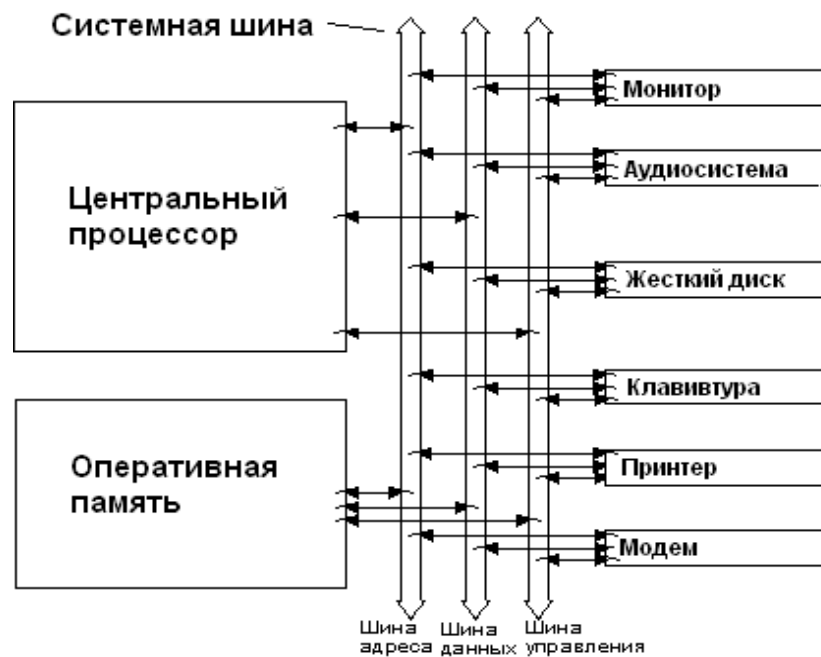 Системная шина
Монитор
Центральный
процессор
Аудиосистема
Жесткий диск
Клавивтура
Оперативная
память
Принтер
Модем
Шина
адреса
Шина
данных
Шина
управления